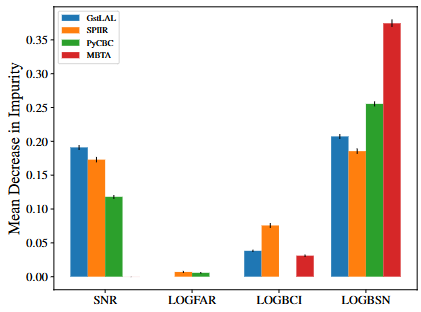 Mean Decrease in Impurity
0.35
0.30
0.25
0.20
0.15
0.10
0.05
0.00
GstLAL
SPIIR
PyCBC
MBTA
SNR LOGFAR LOGBCI LOGBSN